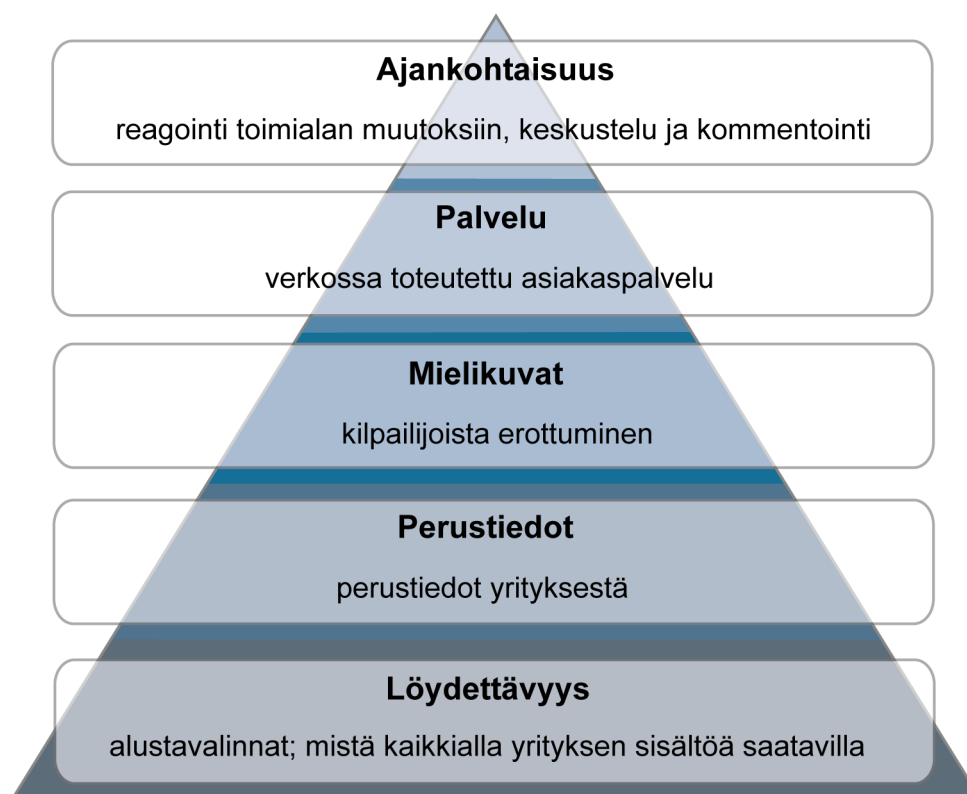 Ajankohtaisuus
reagointi toimialan muutoksiin, keskustelu ja kommentointi
Palvelu
verkossa toteutettu asiakaspalvelu
Mielikuvat
kilpailijoista erottuminen
Perustiedot
perustiedot yrityksestä
Löydettävyys
alustavalinnat; mistä kaikkialla yrityksen sisältöä saatavilla